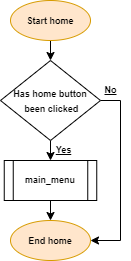 Start home
Has home button
been clicked
No
Yes
main_menu
End home